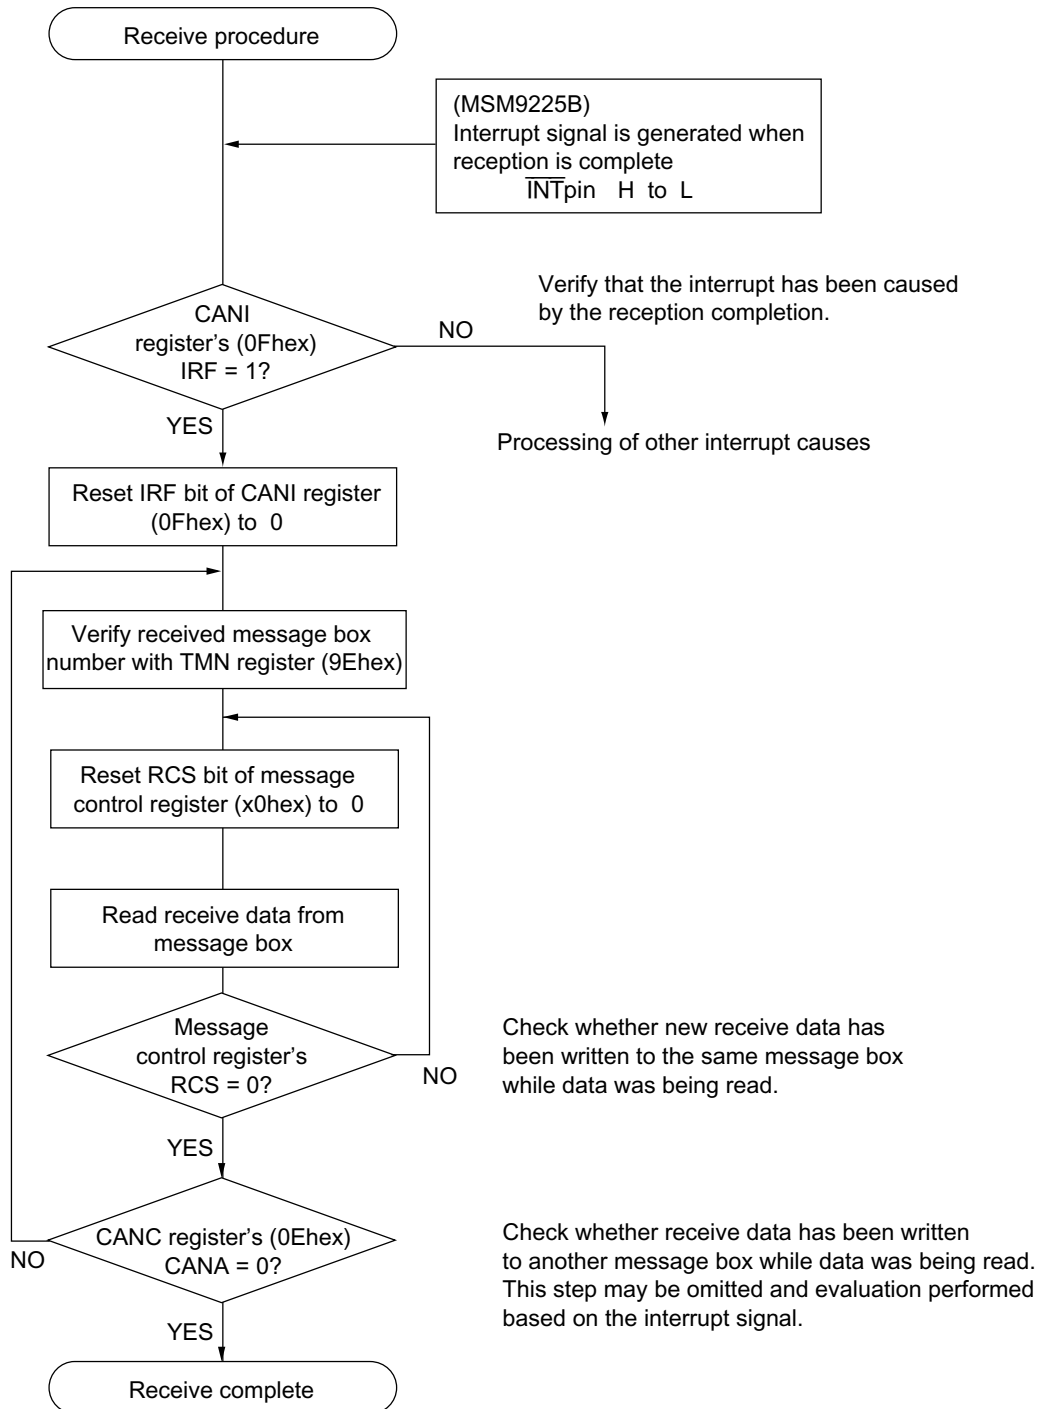 Receive procedure
(MSM9225B)
Interrupt signal is generated when
reception is complete
INTpin H to L
Verify that the interrupt has been caused
by the reception completion.
CANI
register's (0Fhex)
IRF = 1?
NO
YES
Processing of other interrupt causes
Reset IRF bit of CANI register
(0Fhex) to 0
Verify received message box
number with TMN register (9Ehex)
Reset RCS bit of message
control register (x0hex) to 0
Read receive data from
message box
Message
control register's
RCS = 0?
NO
Check whether new receive data has
been written to the same message box
while data was being read.
YES
CANC register's (0Ehex)
CANA = 0?
NO
Check whether receive data has been written
to another message box while data was being read.
This step may be omitted and evaluation performed
based on the interrupt signal.
YES
Receive complete